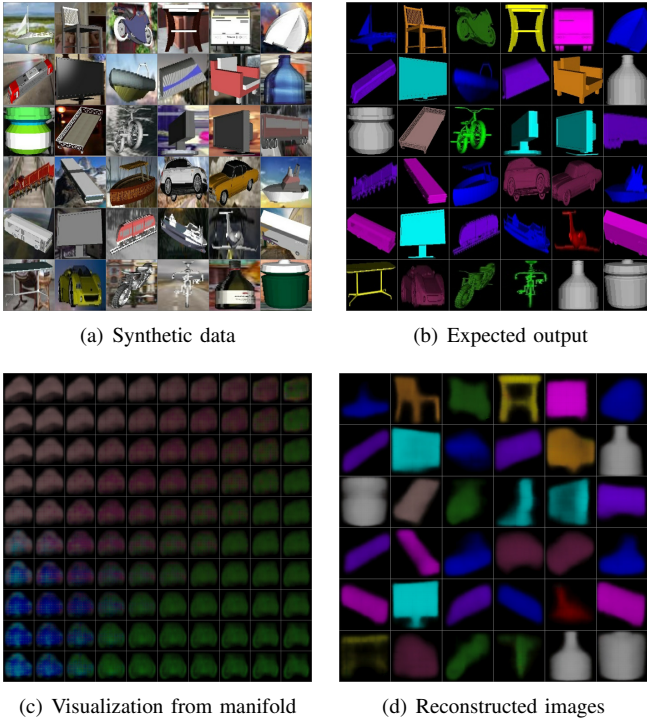 (a) Synthetic data
(b) Expected output
(c) Visualization from manifold
(d) Reconstructed images